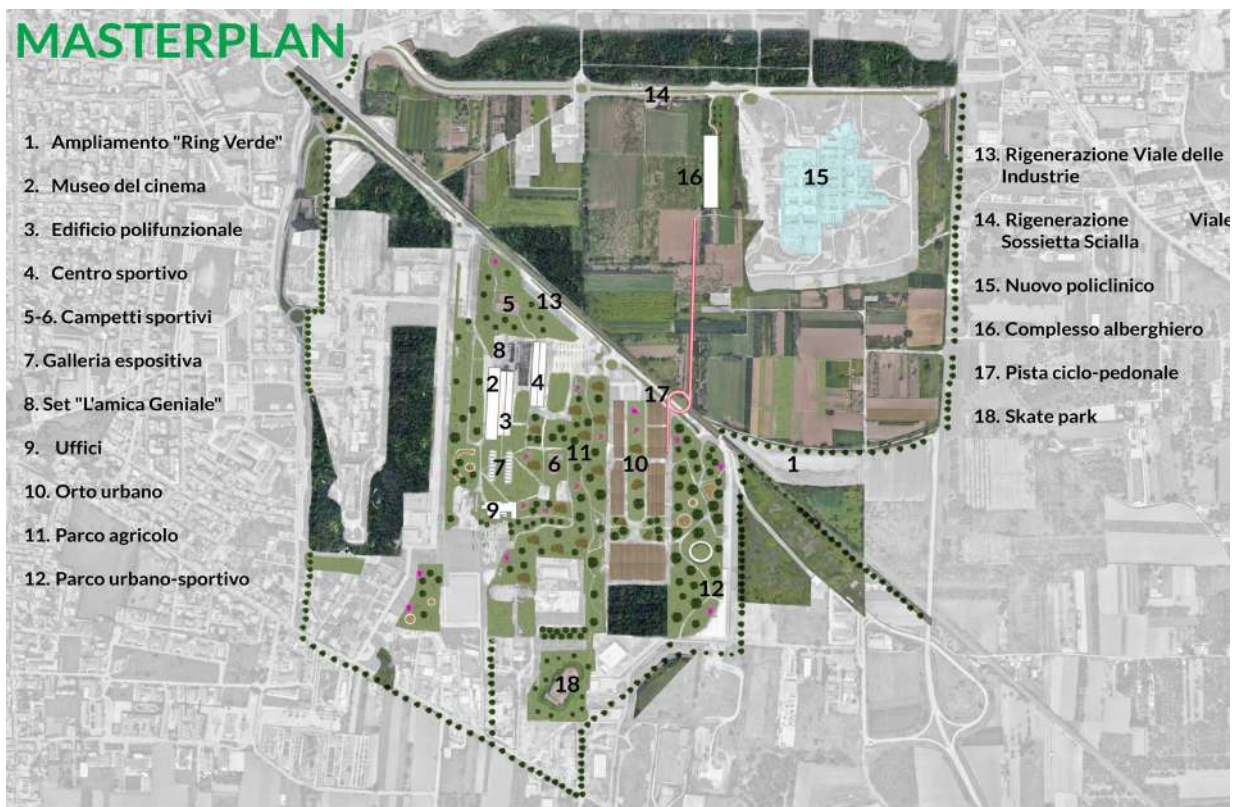 MASTERPLAN
1. Ampliamento "Ring Verde"
2. Museo del cinema
3. Edificio polifunzionale
4. Centro sportivo
5-6. Campetti sportivi
7. Galleria espositiva
8. Set "L'amica Geniale"
9. Uffici
10. Orto urbano
11. Parco agricolo
12. Parco urbano-sportivo
13. Rigenerazione Viale delle
Industrie
14. Rigenerazione Viale
Sossietta Scialla
15. Nuovo policlinico
16. Complesso alberghiero
17. Pista ciclo-pedonale
18. Skate park
14
16
15
5
13
8
2
4
3
17
11
10
7
6
1
9
12
18